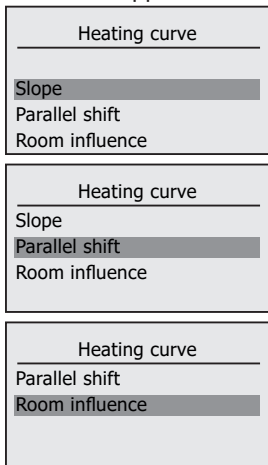 Heating curve
Slope
Parallel shift
Room influence
Heating curve
Slope
Parallel shift
Room influence
Heating curve
Parallel shift
Room influence